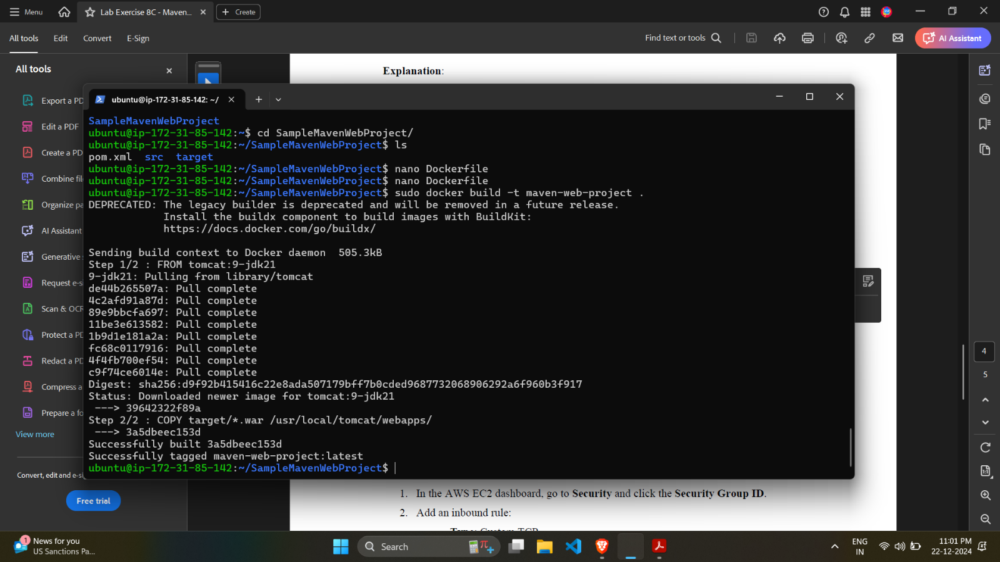 Menu
Lab Exercise 8C - Maven...
Create
All tools
Edit
Convert
E-Sign
Find text or tools
AI Assistant
All tools
Explanation:
Export a PD
Edit a PDF
Create a PD
Combine file
Organize pa
AI Assistant
Generative s
Request e-si
Scan & OCR
Protect a PD
Redact a PD
Compress a
Prepare a fo
View more
Convert, edit and e-si
Free trial
ubuntu@ip-172-31-85-142: ~/
SampleMavenWebProject
ubuntu@ip-172-31-85-142:~$ cd SampleMavenWebProject/
ubuntu@ip-172-31-85-142:~/SampleMavenWebProject$ ls
pom.xml  src  target
ubuntu@ip-172-31-85-142:~/SampleMavenWebProject$ nano Dockerfile
ubuntu@ip-172-31-85-142:~/SampleMavenWebProject$ nano Dockerfile
ubuntu@ip-172-31-85-142:~/SampleMavenWebProject$ sudo docker build -t maven-web-project .
DEPRECATED: The legacy builder is deprecated and will be removed in a future release.
            Install the buildx component to build images with BuildKit:
            https://docs.docker.com/go/buildx/
Sending build context to Docker daemon  505.3kB
Step 1/2 : FROM tomcat:9-jdk21
9-jdk21: Pulling from library/tomcat
de44b265507a: Pull complete
4c2afd91a87d: Pull complete
89e9bbcfa697: Pull complete
11be3e613582: Pull complete
1b9d1e181a2a: Pull complete
fc68c0117916: Pull complete
4f4fb700ef54: Pull complete
c9f74ce6014e: Pull complete
Digest: sha256:d9f92b415416c22e8ada507179bff7b0cded9687732068906292a6f960b3f917
Status: Downloaded newer image for tomcat:9-jdk21
 ---> 39642322f89a
Step 2/2 : COPY target/*.war /usr/local/tomcat/webapps/
 ---> 3a5dbeec153d
Successfully built 3a5dbeec153d
Successfully tagged maven-web-project:latest
ubuntu@ip-172-31-85-142:~/SampleMavenWebProject$
1. In the AWS EC2 dashboard, go to Security and click the Security Group ID.
2. Add an inbound rule:
Type: Custom TCP
4
5
1
News for you
US Sanctions Pa...
Search
ENG
IN
11:01 PM
22-12-2024